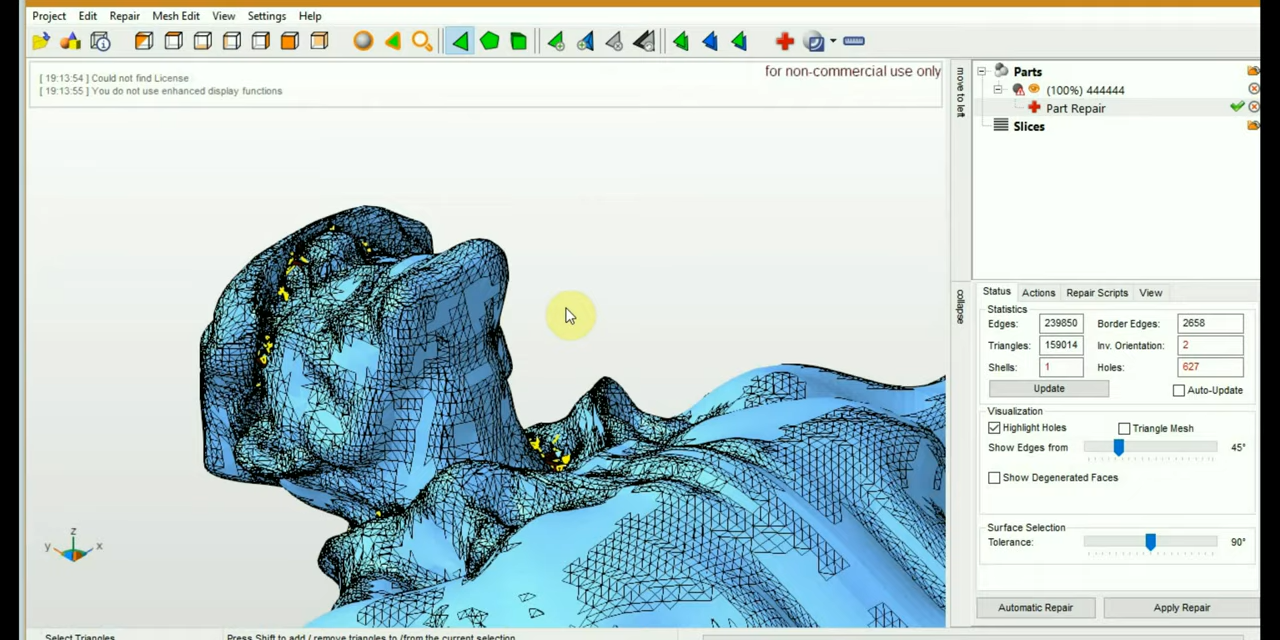 Project Edit Repair Mesh Edit View Settings Help
[ 19:13:54 ] Could not find License
[ 19:13:55 ] You do not use enhanced display functions
for non-commercial use only
move to left
collapse
Parts
(100%) 444444
Part Repair
Slices
Status Actions Repair Scripts View
Statistics
Edges: 239850 Border Edges: 2658
Triangles: 159014 Inv. Orientation: 2
Shells: 1 Holes: 627
Update Auto-Update
Visualization
Highlight Holes Triangle Mesh
Show Edges from 45°
Show Degenerated Faces
Surface Selection
Tolerance: 90°
Automatic Repair Apply Repair
z
y x
Select Triangles Press Shift to add / remove triangles to /from the current selection